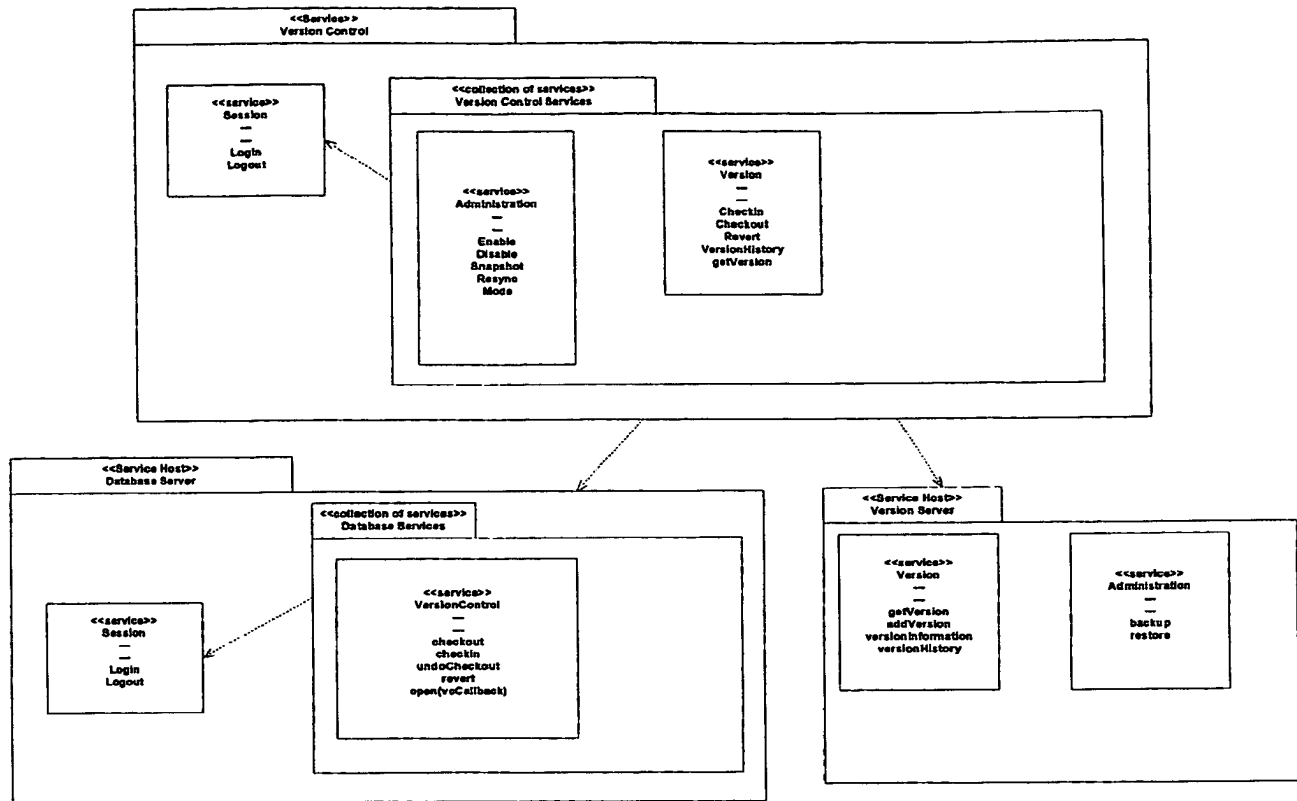 <<Service>>
Version Control
<<service>>
Session
—
—
Login
Logout
<<collection of services>>
Version Control Services
<<service>>
Administration
—
—
Enable
Disable
Snapshot
Resync
Mode
<<service>>
Version
—
—
Checkin
Checkout
Revert
VersionHistory
getVersion
<<Service Host>>
Database Server
<<service>>
Session
—
—
Login
Logout
<<collection of services>>
Database Services
<<service>>
VersionControl
—
—
checkout
checkin
undoCheckout
revert
open(vcCallback)
<<Service Host>>
Version Server
<<service>>
Version
—
—
getVersion
addVersion
versionInformation
versionHistory
<<service>>
Administration
—
—
backup
restore